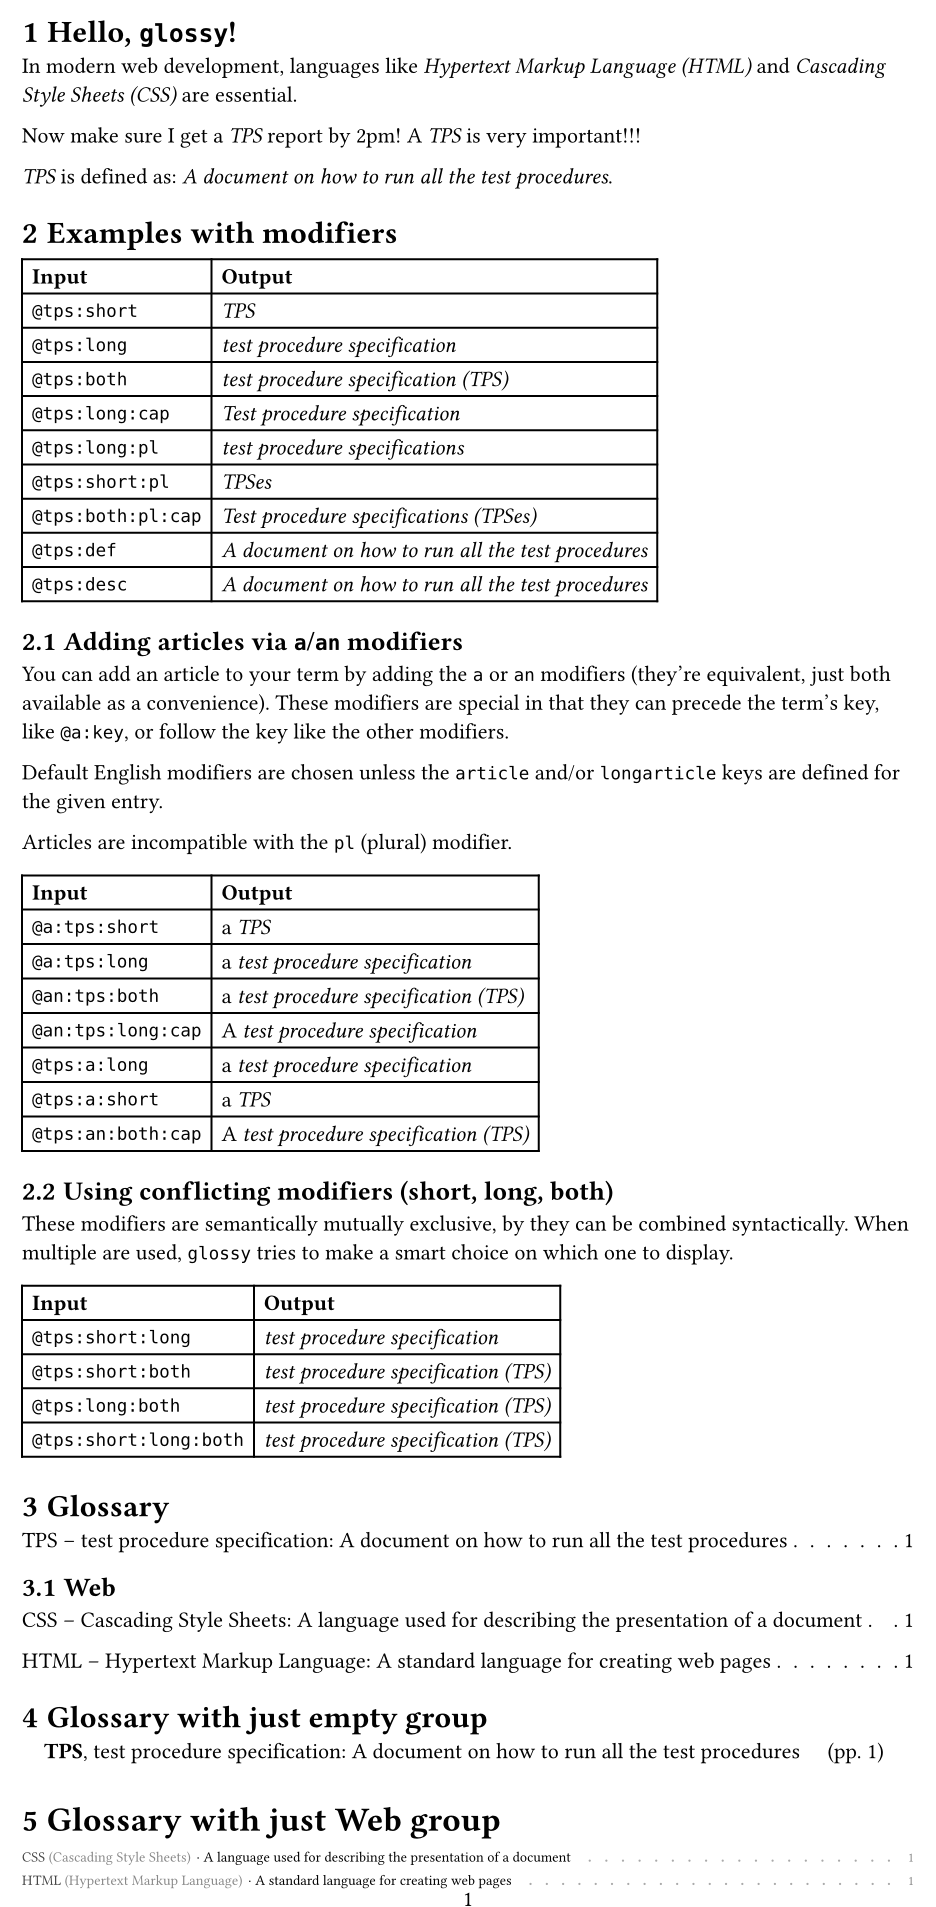 1 Hello, glossy!
In modern web development, languages like Hypertext Markup Language (HTML) and Cascading
Style Sheets (CSS) are essential.
Now make sure I get a TPS report by 2pm! A TPS is very important!!!
TPS is defined as: A document on how to run all the test procedures.
2 Examples with modifiers
Input Output
@tps:short TPS
@tps:long test procedure specification
@tps:both test procedure specification (TPS)
@tps:long:cap Test procedure specification
@tps:long:pl test procedure specifications
@tps:short:pl TPSes
@tps:both:pl:cap Test procedure specifications (TPSes)
@tps:def A document on how to run all the test procedures
@tps:desc A document on how to run all the test procedures
2.1 Adding articles via a/an modifiers
You can add an article to your term by adding the a or an modifiers (they’re equivalent, just both
available as a convenience). These modifiers are special in that they can precede the term’s key,
like @a:key, or follow the key like the other modifiers.
Default English modifiers are chosen unless the article and/or longarticle keys are defined for
the given entry.
Articles are incompatible with the pl (plural) modifier.
Input Output
@a:tps:short a TPS
@a:tps:long a test procedure specification
@an:tps:both a test procedure specification (TPS)
@an:tps:long:cap A test procedure specification
@tps:a:long a test procedure specification
@tps:a:short a TPS
@tps:an:both:cap A test procedure specification (TPS)
2.2 Using conflicting modifiers (short, long, both)
These modifiers are semantically mutually exclusive, by they can be combined syntactically. When
multiple are used, glossy tries to make a smart choice on which one to display.
Input Output
@tps:short:long test procedure specification
@tps:short:both test procedure specification (TPS)
@tps:long:both test procedure specification (TPS)
@tps:short:long:both test procedure specification (TPS)
3 Glossary
TPS – test procedure specification: A document on how to run all the test procedures . . . . . . . 1
3.1 Web
CSS – Cascading Style Sheets: A language used for describing the presentation of a document . . 1
HTML – Hypertext Markup Language: A standard language for creating web pages . . . . . . . . 1
4 Glossary with just empty group
TPS, test procedure specification: A document on how to run all the test procedures (pp. 1)
5 Glossary with just Web group
CSS (Cascading Style Sheets) · A language used for describing the presentation of a document . . . . . . . . . . . . . . . . . . 1
HTML (Hypertext Markup Language) · A standard language for creating web pages . . . . . . . . . . . . . . . . . . . . . . 1
1